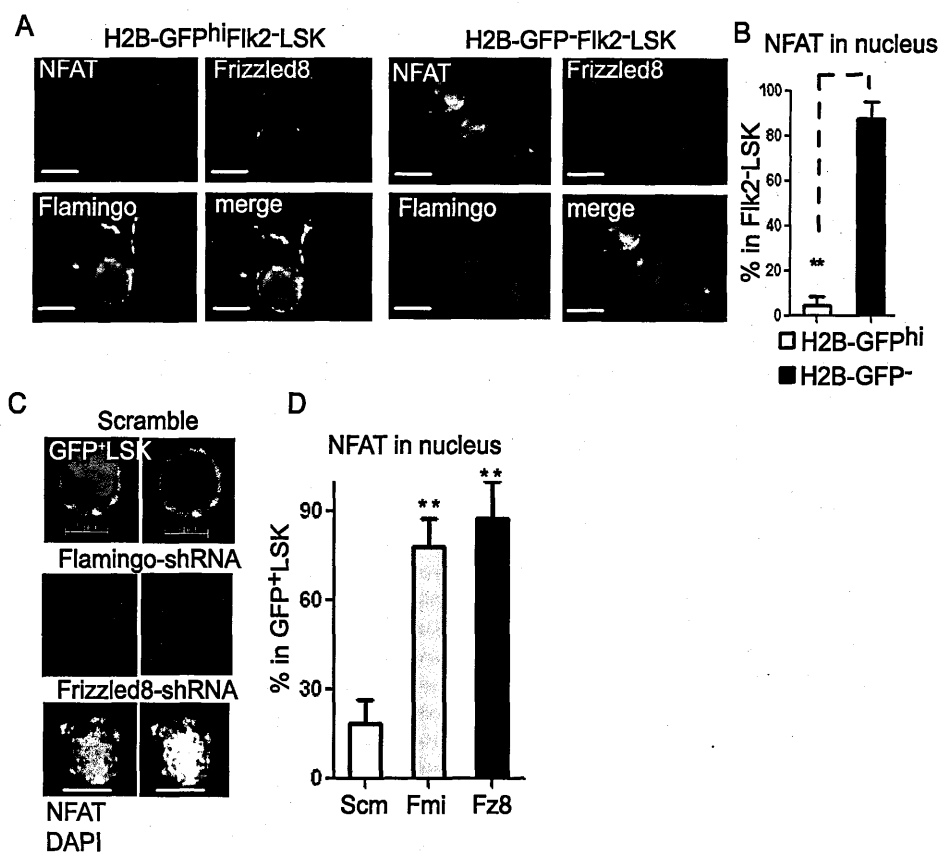 A
H2B-GFPhiFlk2-LSK
H2B-GFP-Flk2-LSK
NFAT
Frizzled8
NFAT
Frizzled8
Flamingo
merge
Flamingo
merge
B
NFAT in nucleus
% in Flk2-LSK
100
80
60
40
20
0
**
H2B-GFPhi
H2B-GFP-
C
Scramble
GFP+LSK
Flamingo-shRNA
Frizzled8-shRNA
NFAT
DAPI
D
NFAT in nucleus
% in GFP+LSK
90
60
30
0
**
**
Scm Fmi Fz8